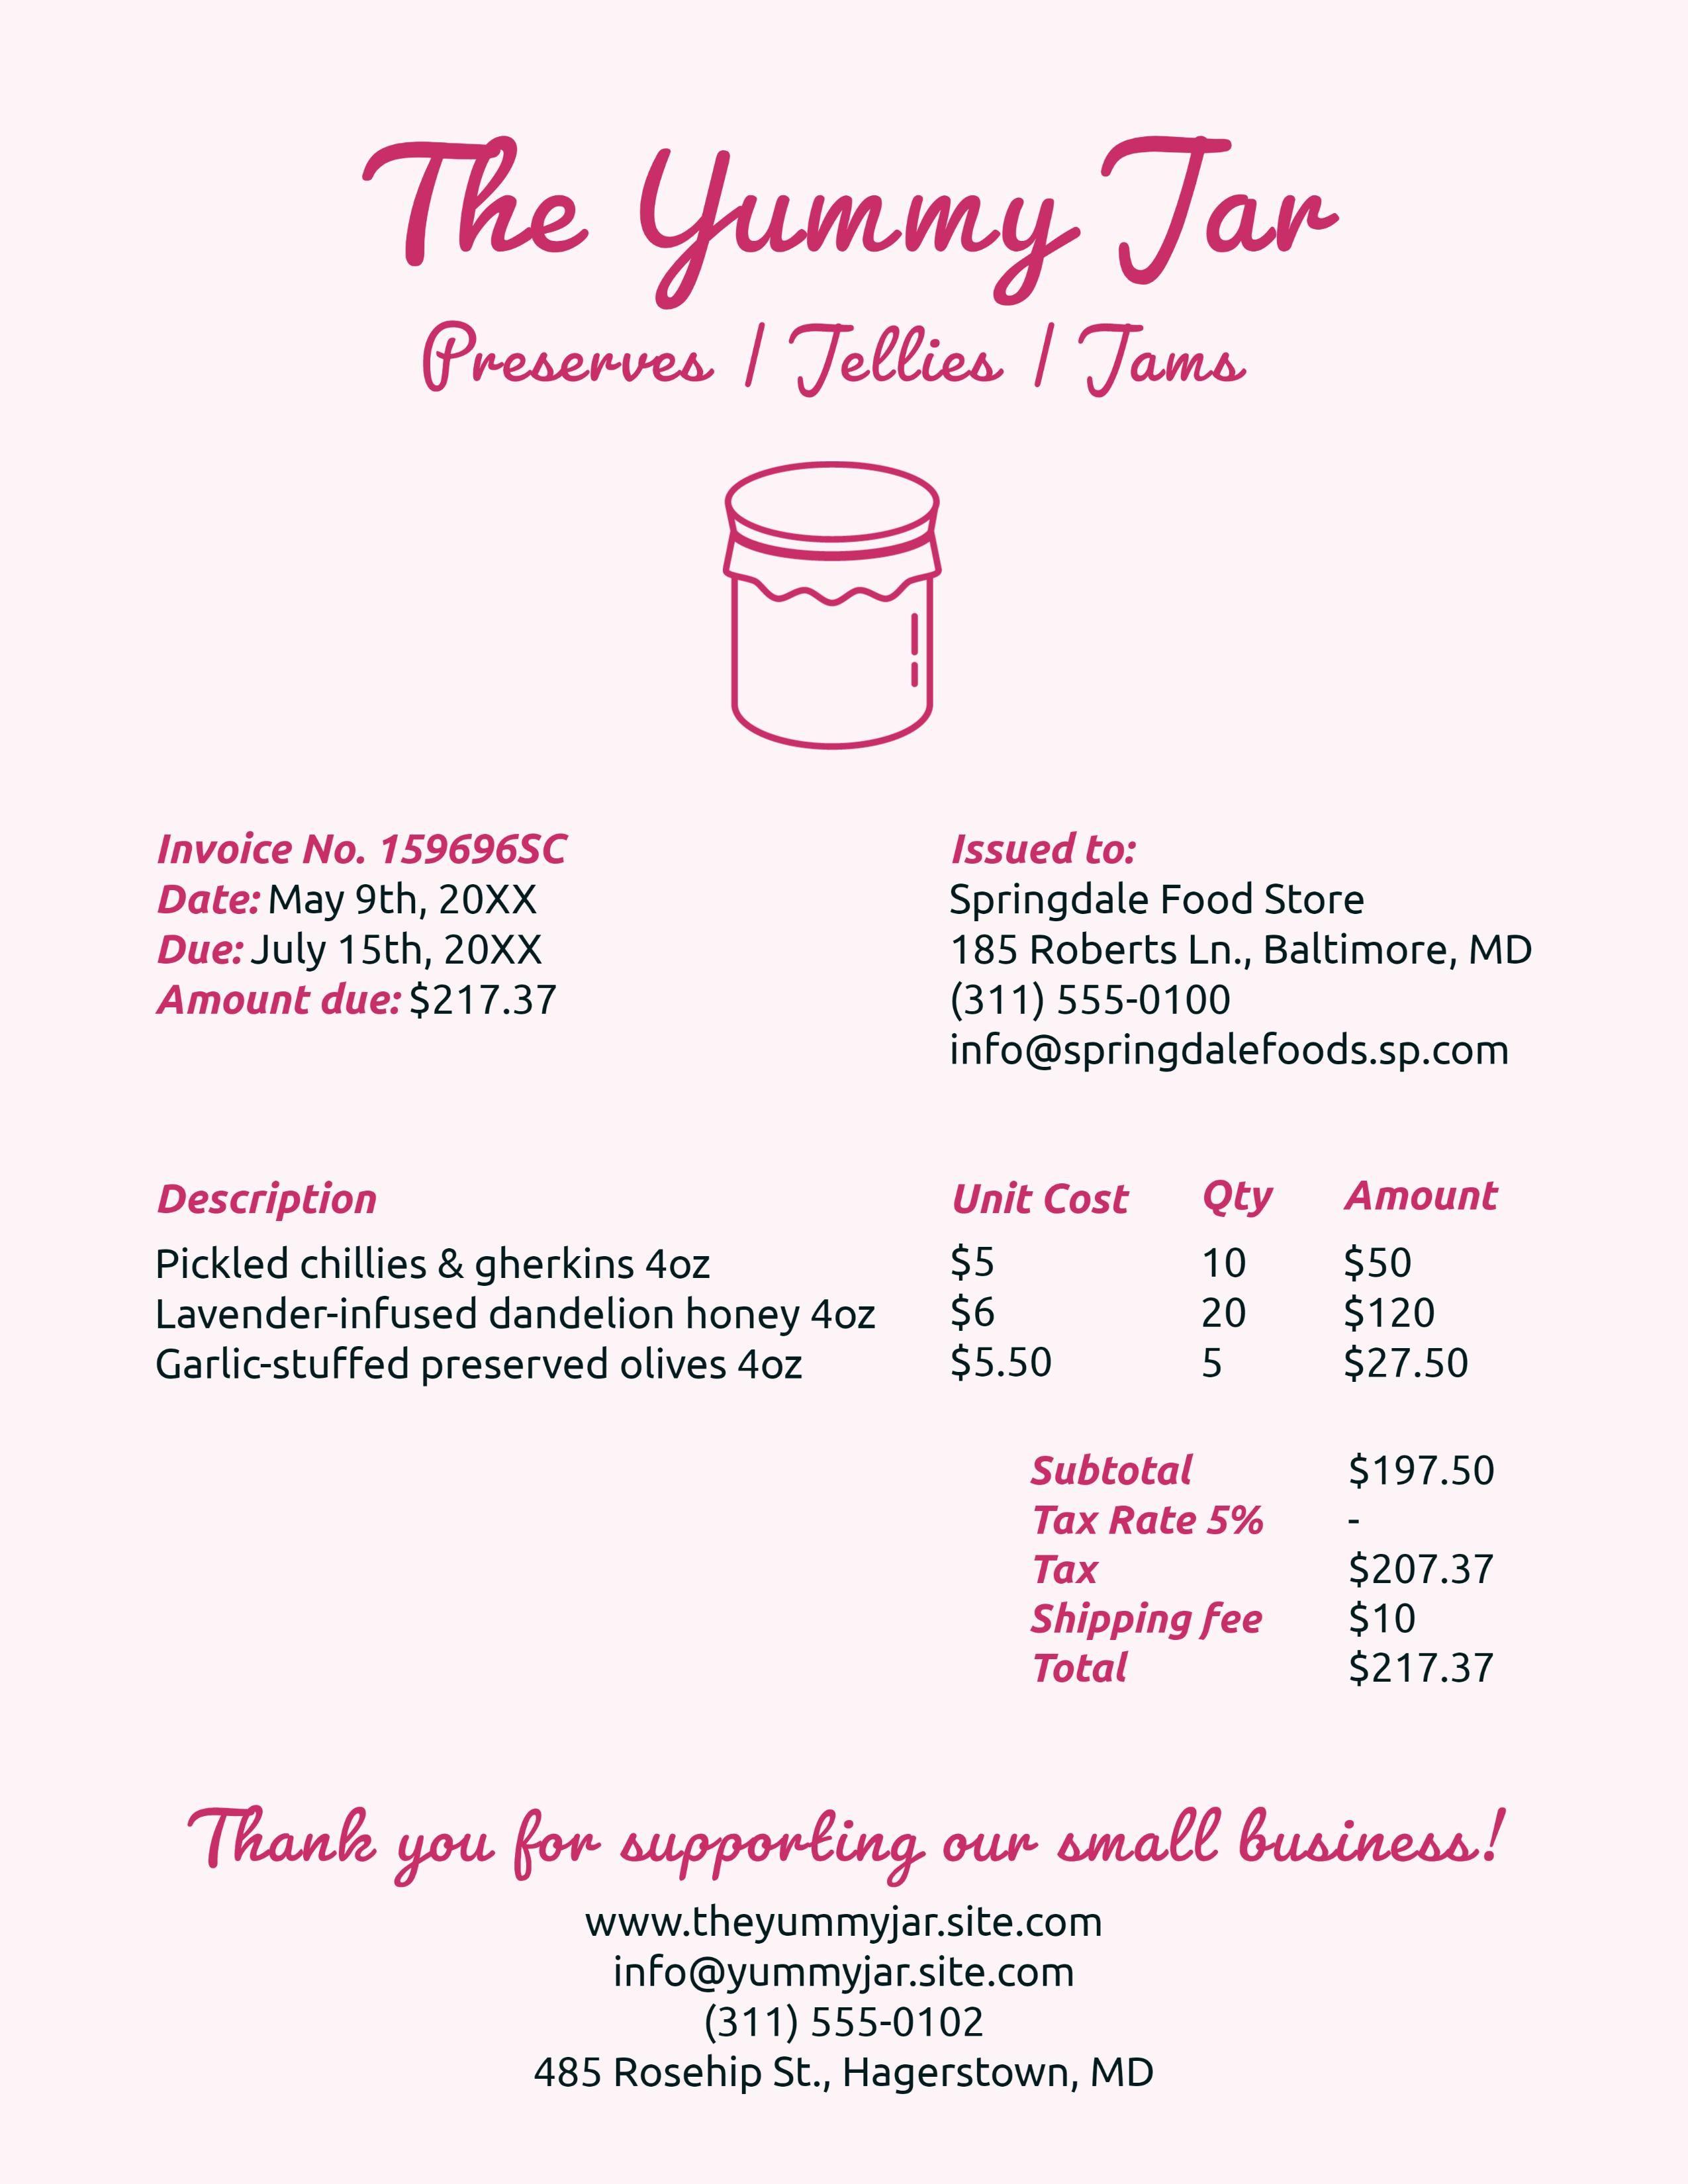 The Yummy Jar
Preserves / Jellies / Jams
Invoice No. 159696SC
Date: May 9th, 20XX
Due: July 15th, 20XX
Amount due: $217.37
Issued to:
Springdale Food Store
185 Roberts Ln., Baltimore, MD
(311) 555-0100
info@springdalefoods.sp.com
Description Unit Cost Qty Amount
Pickled chillies & gherkins 4oz $5 10 $50
Lavender-infused dandelion honey 4oz $6 20 $120
Garlic-stuffed preserved olives 4oz $5.50 5 $27.50
Subtotal $197.50
Tax Rate 5% -
Tax $207.37
Shipping fee $10
Total $217.37
Thank you for supporting our small business!
www.theyummyjar.site.com
info@yummyjar.site.com
(311) 555-0102
485 Rosehip St., Hagerstown, MD